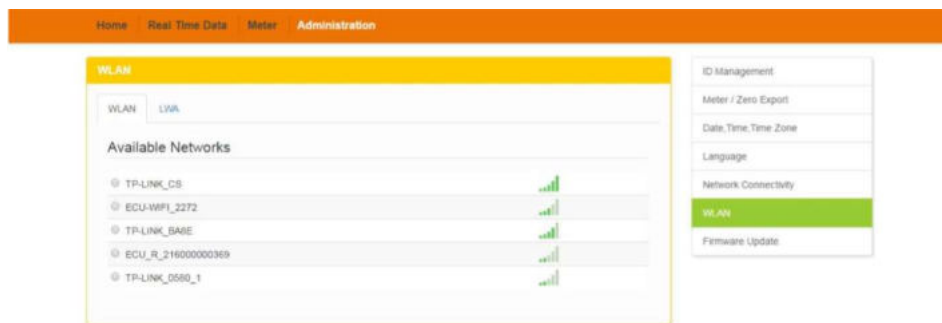 Home Real Time Data Meter Administration
WLAN
WLAN LWA
Available Networks
TP-LINK_CS
ECU-WIFI_2272
TP-LINK_BA6E
ECU_R_216000000369
TP-LINK_0560_1
ID Management
Meter / Zero Export
Date,Time,Time Zone
Language
Network Connectivity
WLAN
Firmware Update